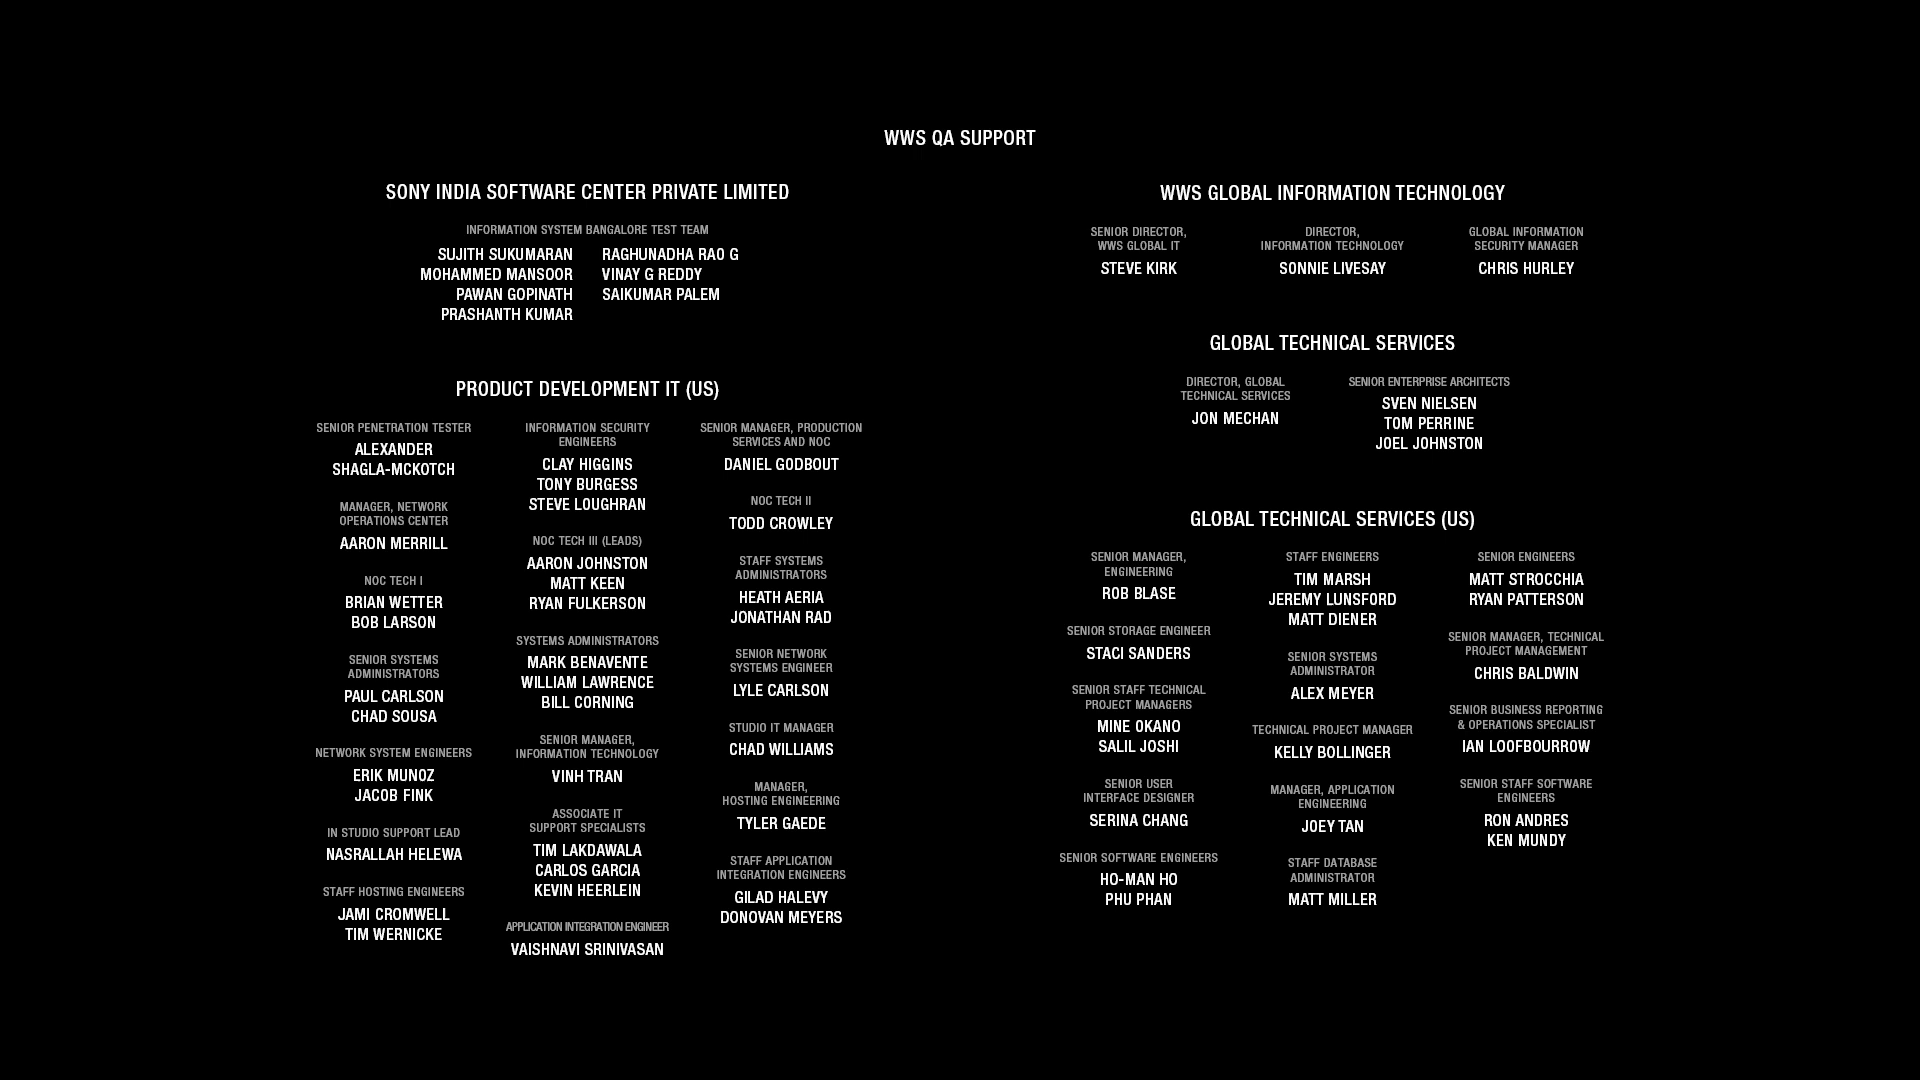 WWS QA SUPPORT
SONY INDIA SOFTWARE CENTER PRIVATE LIMITED
INFORMATION SYSTEM BANGALORE TEST TEAM
SUJITH SUKUMARAN
MOHAMMED MANSOOR
PAWAN GOPINATH
PRASHANTH KUMAR
RAGHUNADHA RAO G
VINAY G REDDY
SAIKUMAR PALEM
PRODUCT DEVELOPMENT IT (US)
SENIOR PENETRATION TESTER
ALEXANDER
SHAGLA-MCKOTCH
MANAGER, NETWORK
OPERATIONS CENTER
AARON MERRILL
NOC TECH I
BRIAN WETTER
BOB LARSON
SENIOR SYSTEMS
ADMINISTRATORS
PAUL CARLSON
CHAD SOUSA
NETWORK SYSTEM ENGINEERS
ERIK MUNOZ
JACOB FINK
IN STUDIO SUPPORT LEAD
NASRALLAH HELEWA
STAFF HOSTING ENGINEERS
JAMI CROMWELL
TIM WERNICKE
INFORMATION SECURITY
ENGINEERS
CLAY HIGGINS
TONY BURGESS
STEVE LOUGHRAN
NOC TECH III (LEADS)
AARON JOHNSTON
MATT KEEN
RYAN FULKERSON
SYSTEMS ADMINISTRATORS
MARK BENAVENTE
WILLIAM LAWRENCE
BILL CORNING
SENIOR MANAGER,
INFORMATION TECHNOLOGY
VINH TRAN
ASSOCIATE IT
SUPPORT SPECIALISTS
TIM LAKDAWALA
CARLOS GARCIA
KEVIN HEERLEIN
APPLICATION INTEGRATION ENGINEER
VAISHNAVI SRINIVASAN
SENIOR MANAGER, PRODUCTION
SERVICES AND NOC
DANIEL GODBOUT
NOC TECH II
TODD CROWLEY
STAFF SYSTEMS
ADMINISTRATORS
HEATH AERIA
JONATHAN RAD
SENIOR NETWORK
SYSTEMS ENGINEER
LYLE CARLSON
STUDIO IT MANAGER
CHAD WILLIAMS
MANAGER,
HOSTING ENGINEERING
TYLER GAEDE
STAFF APPLICATION
INTEGRATION ENGINEERS
GILAD HALEVY
DONOVAN MEYERS
WWS GLOBAL INFORMATION TECHNOLOGY
SENIOR DIRECTOR,
WWS GLOBAL IT
STEVE KIRK
DIRECTOR,
INFORMATION TECHNOLOGY
SONNIE LIVESAY
GLOBAL INFORMATION
SECURITY MANAGER
CHRIS HURLEY
GLOBAL TECHNICAL SERVICES
DIRECTOR, GLOBAL
TECHNICAL SERVICES
JON MECHAN
SENIOR ENTERPRISE ARCHITECTS
SVEN NIELSEN
TOM PERRINE
JOEL JOHNSTON
GLOBAL TECHNICAL SERVICES (US)
SENIOR MANAGER,
ENGINEERING
ROB BLASE
SENIOR STORAGE ENGINEER
STACI SANDERS
SENIOR STAFF TECHNICAL
PROJECT MANAGERS
MINE OKANO
SALIL JOSHI
SENIOR USER
INTERFACE DESIGNER
SERINA CHANG
SENIOR SOFTWARE ENGINEERS
HO-MAN HO
PHU PHAN
STAFF ENGINEERS
TIM MARSH
JEREMY LUNSFORD
MATT DIENER
SENIOR SYSTEMS
ADMINISTRATOR
ALEX MEYER
TECHNICAL PROJECT MANAGER
KELLY BOLLINGER
MANAGER, APPLICATION
ENGINEERING
JOEY TAN
STAFF DATABASE
ADMINISTRATOR
MATT MILLER
SENIOR ENGINEERS
MATT STROCCHIA
RYAN PATTERSON
SENIOR MANAGER, TECHNICAL
PROJECT MANAGEMENT
CHRIS BALDWIN
SENIOR BUSINESS REPORTING
& OPERATIONS SPECIALIST
IAN LOOFBOURROW
SENIOR STAFF SOFTWARE
ENGINEERS
RON ANDRES
KEN MUNDY